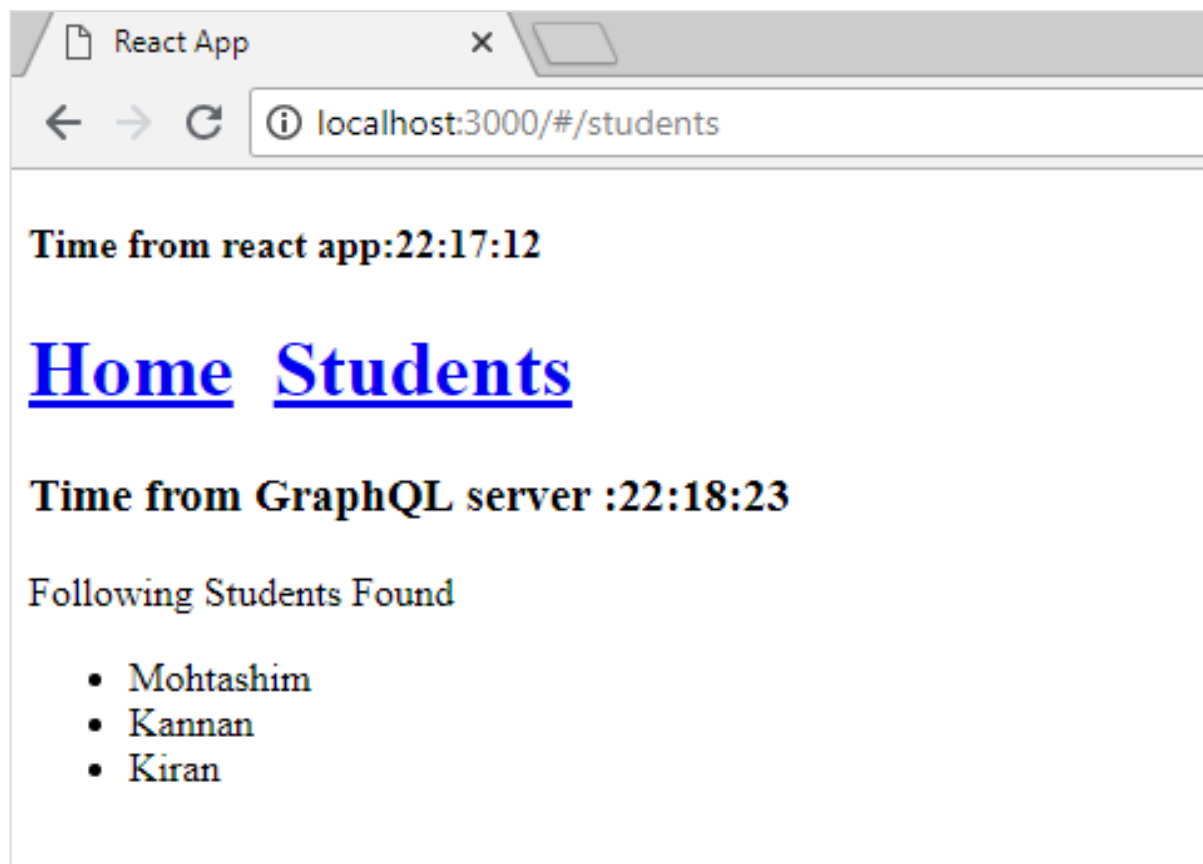 React App
localhost:3000/#/students
Time from react app:22:17:12
Home Students
Time from GraphQL server :22:18:23
Following Students Found
Mohtashim
Kannan
Kiran